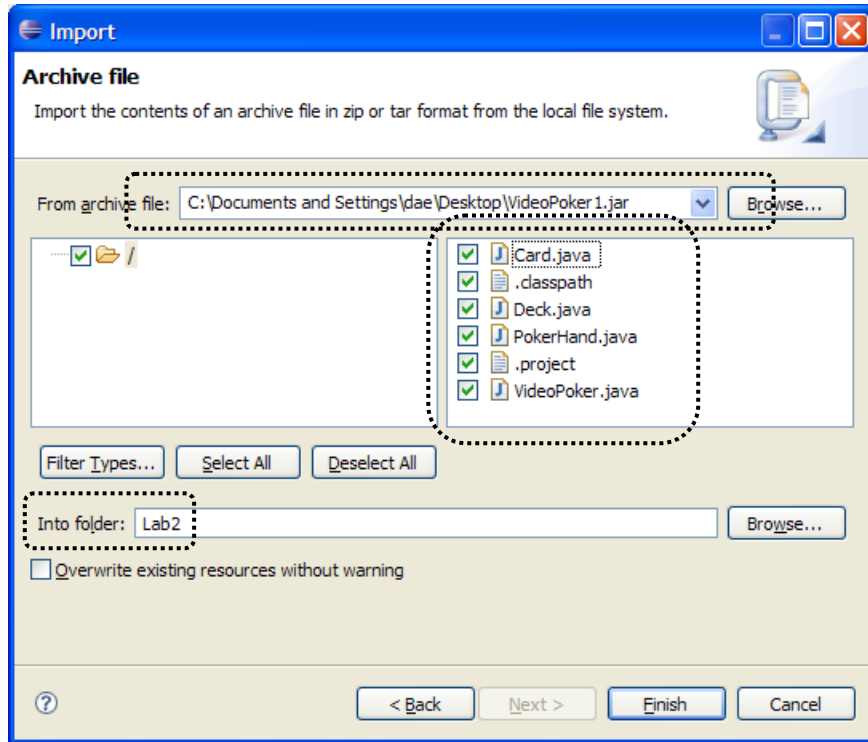 Import
Archive file
Import the contents of an archive file in zip or tar format from the local file system.
From archive file: C:\Documents and Settings\dae\Desktop\VideoPoker1.jar Browse...
/
Card.java
.classpath
Deck.java
PokerHand.java
.project
VideoPoker.java
Filter Types... Select All Deselect All
Into folder: Lab2 Browse...
Overwrite existing resources without warning
? < Back Next > Finish Cancel